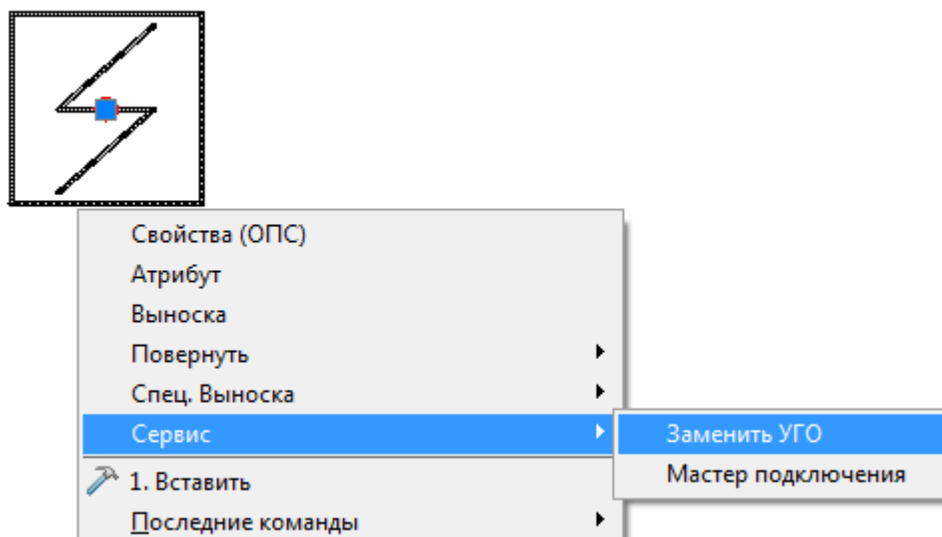 Свойства (ОПС)
Атрибут
Выноска
Повернуть
Спец. Выноска
Сервис
Заменить УГО
Мастер подключения
1. Вставить
Последние команды